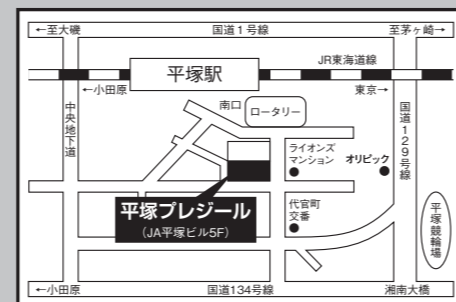 ←至大磯
国道1号線
至茅ヶ崎→
JR東海道線
平塚駅
←小田原
東京→
中央地下道
南口
ロータリー
国道129号線
ライオンズ
マンション
オリピック
平塚プレジール
(JA平塚ビル5F)
代官町
交番
平塚競輪場
←小田原
国道134号線
湘南大橋